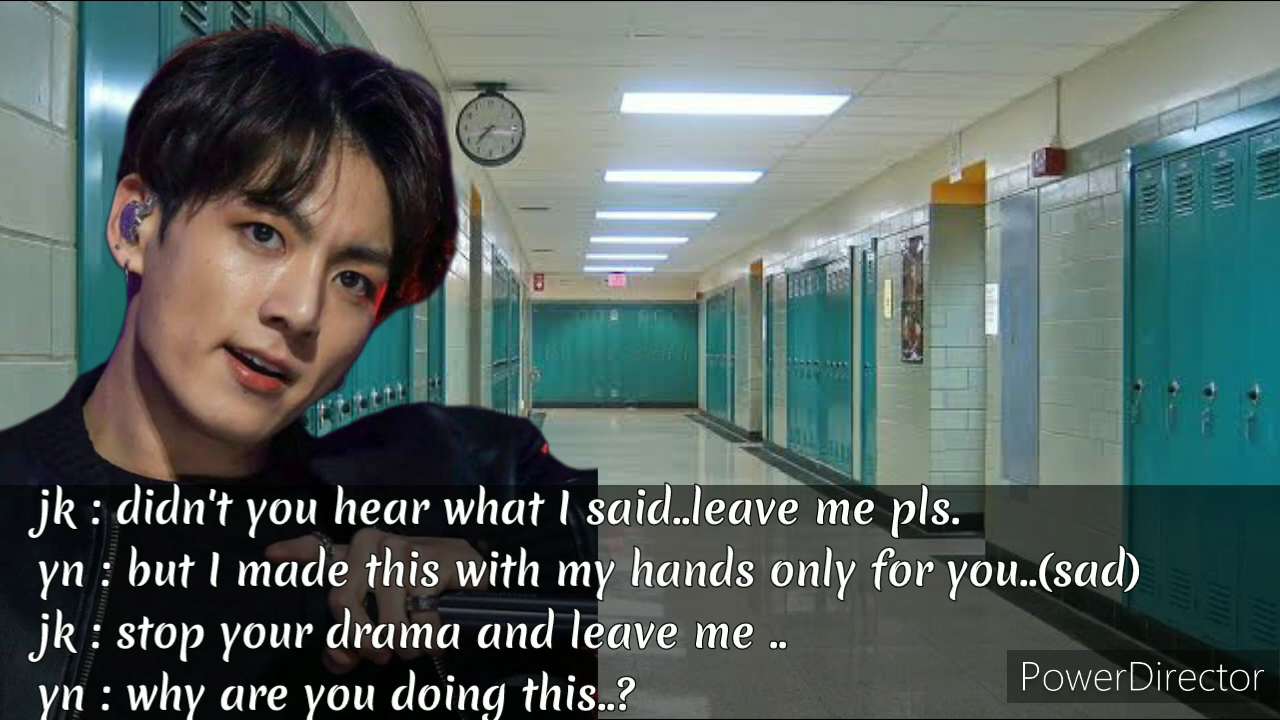 jk : didn't you hear what I said..leave me pls.
yn : but I made this with my hands only for you..(sad)
jk : stop your drama and leave me ..
yn : why are you doing this..?
PowerDirector